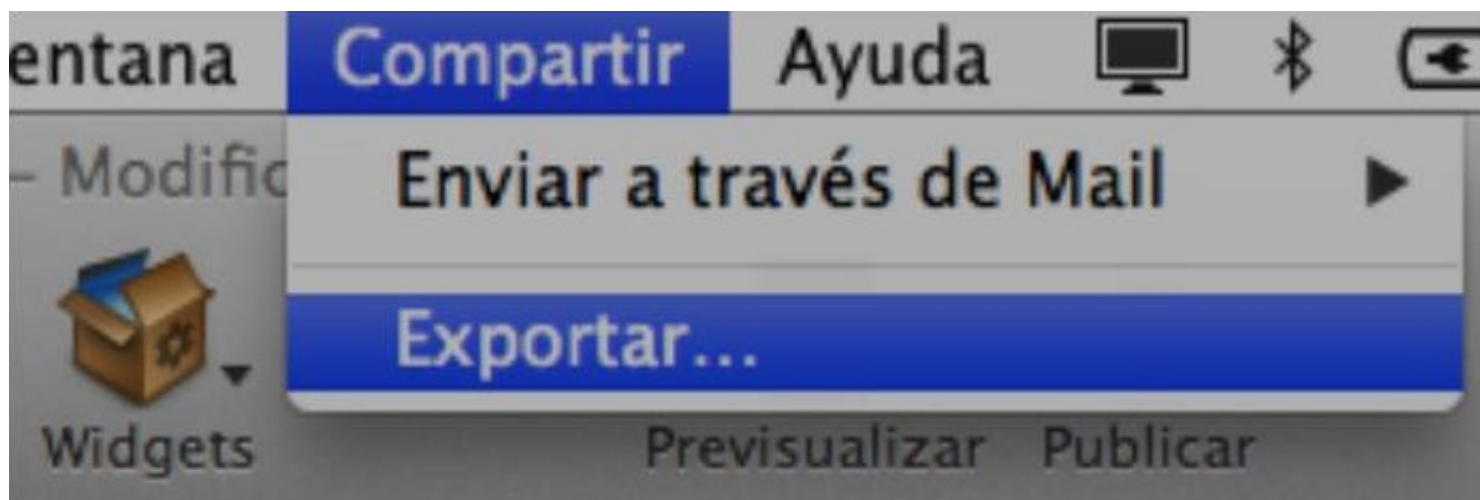 entana Compartir Ayuda
– Modific
Enviar a través de Mail
Exportar...
Widgets Previsualizar Publicar